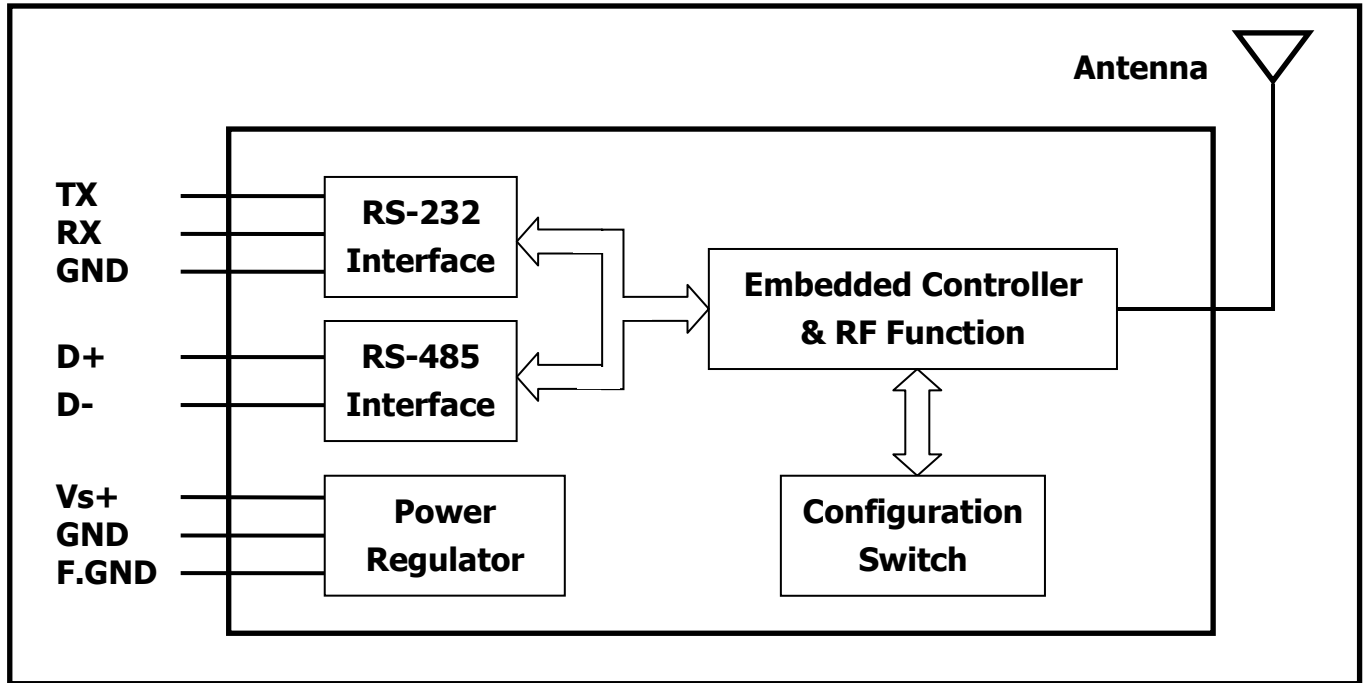 Antenna
TX
RX
GND
RS-232
Interface
Embedded Controller
& RF Function
D+
D-
RS-485
Interface
Vs+
GND
F.GND
Power
Regulator
Configuration
Switch